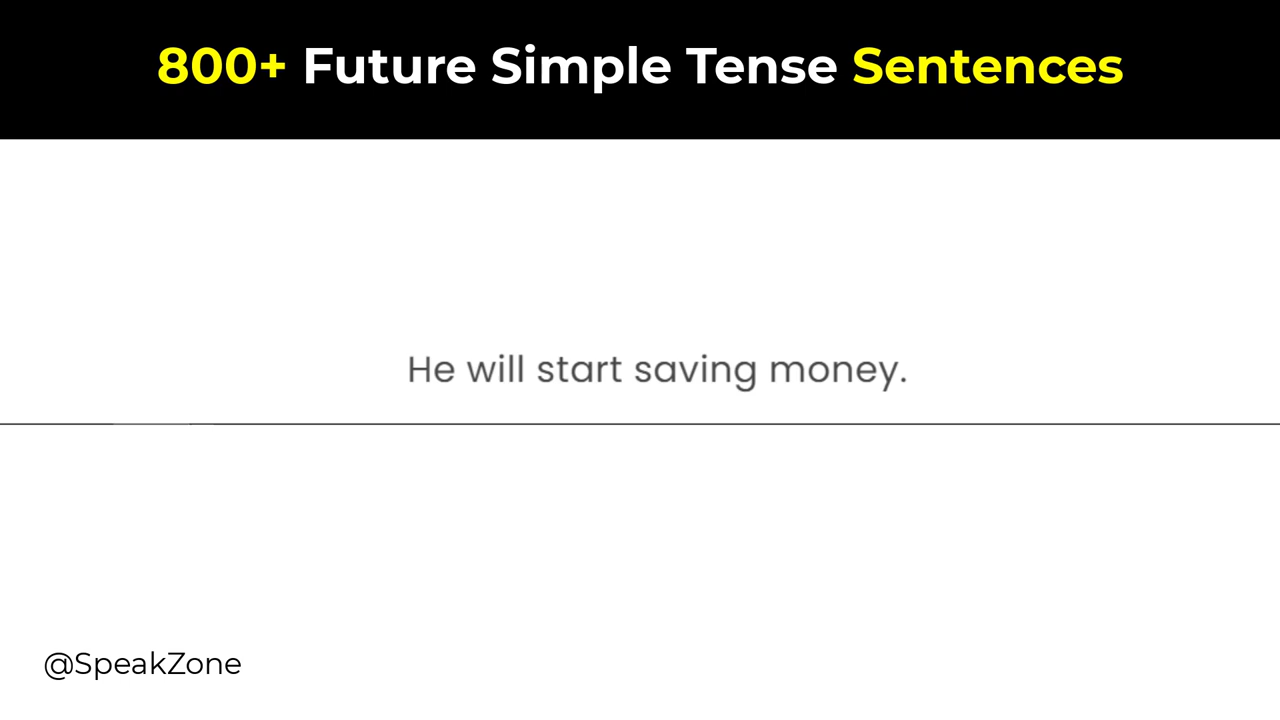 800+ Future Simple Tense Sentences
He will start saving money.
@SpeakZone